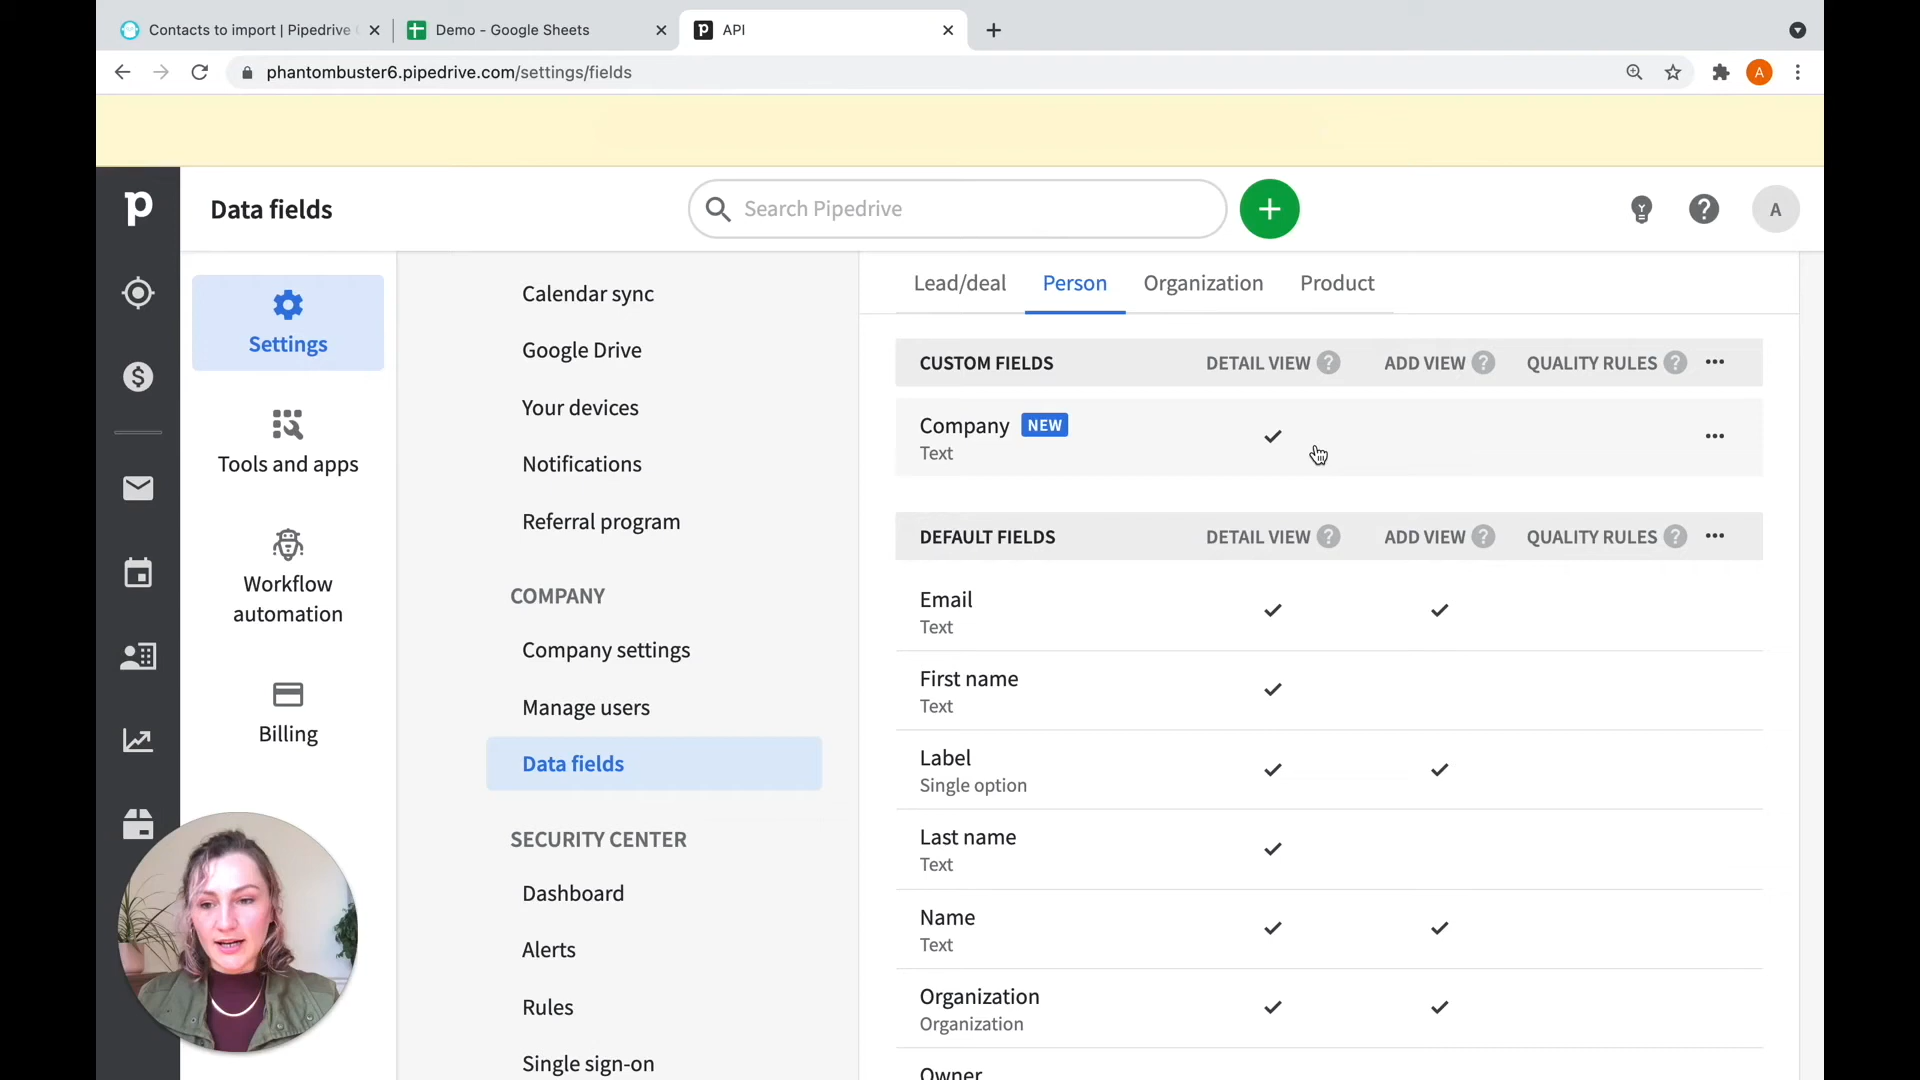 Contacts to import | Pipedrive
Demo - Google Sheets
API
phantombuster6.pipedrive.com/settings/fields
p
Data fields
Search Pipedrive
A
A
Settings
Tools and apps
Workflow
automation
Billing
Calendar sync
Google Drive
Your devices
Notifications
Referral program
COMPANY
Company settings
Manage users
Data fields
SECURITY CENTER
Dashboard
Alerts
Rules
Single sign-on
Lead/deal Person Organization Product
CUSTOM FIELDS DETAIL VIEW ? ADD VIEW ? QUALITY RULES ? •••
Company NEW
Text
DEFAULT FIELDS DETAIL VIEW ? ADD VIEW ? QUALITY RULES ? •••
Email
Text
First name
Text
Label
Single option
Last name
Text
Name
Text
Organization
Organization
Owner